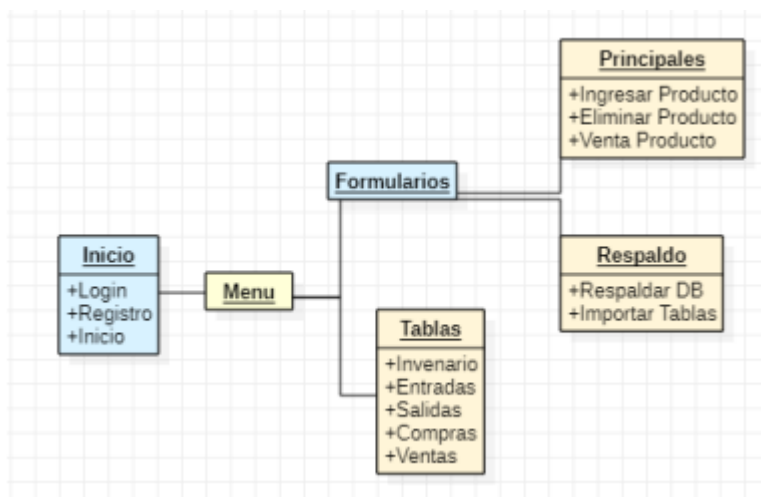 Principales
+Ingresar Producto
+Eliminar Producto
+Venta Producto
Formularios
Inicio
+Login
+Registro
+Inicio
Menu
Respaldo
+Respaldar DB
+Importar Tablas
Tablas
+Invenario
+Entradas
+Salidas
+Compras
+Ventas